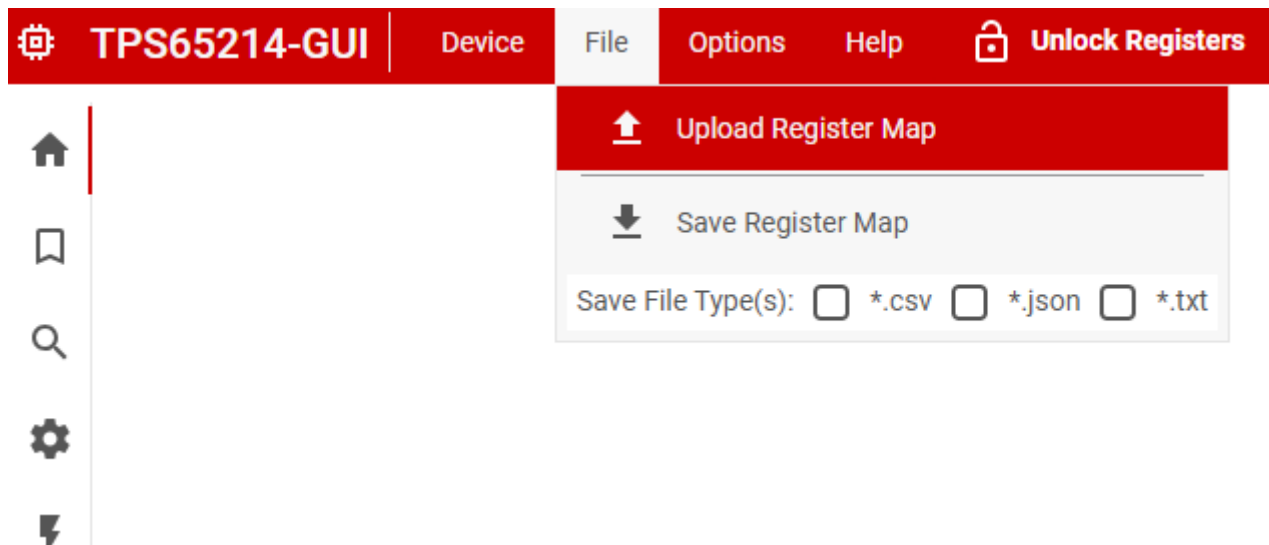 TPS65214-GUI Device File Options Help Unlock Registers
Upload Register Map
Save Register Map
Save File Type(s): *.csv *.json *.txt